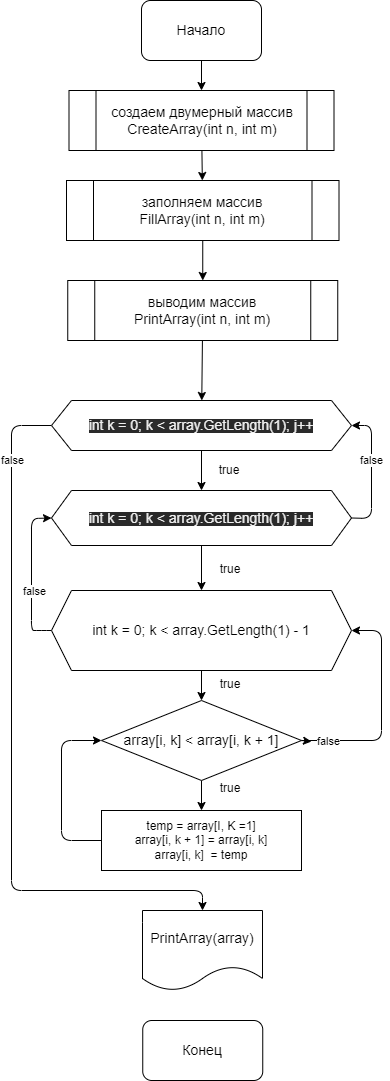 Начало
создаем двумерный массив
CreateArray(int n, int m)
заполняем массив
FillArray(int n, int m)
выводим массив
PrintArray(int n, int m)
int k = 0; k < array.GetLength(1); j++
false
false
true
int k = 0; k < array.GetLength(1); j++
true
false
int k = 0; k < array.GetLength(1) - 1
true
array[i, k] < array[i, k + 1]
false
true
temp = array[I, K =1]
array[i, k + 1] = array[i, k]
array[i, k] = temp
PrintArray(array)
Конец